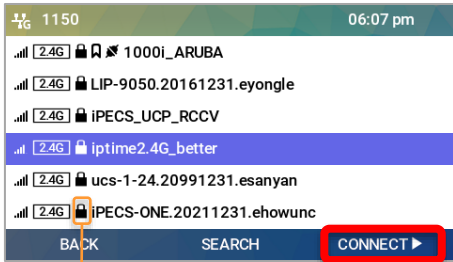 1G 1150 06:07 pm
2.4G 1000i_ARUBA
2.4G LIP-9050.20161231.eyongle
2.4G iPECS_UCP_RCCV
2.4G iptime2.4G_better
2.4G ucs-1-24.20991231.esanyan
2.4G iPECS-ONE.20211231.ehowunc
BACK SEARCH CONNECT